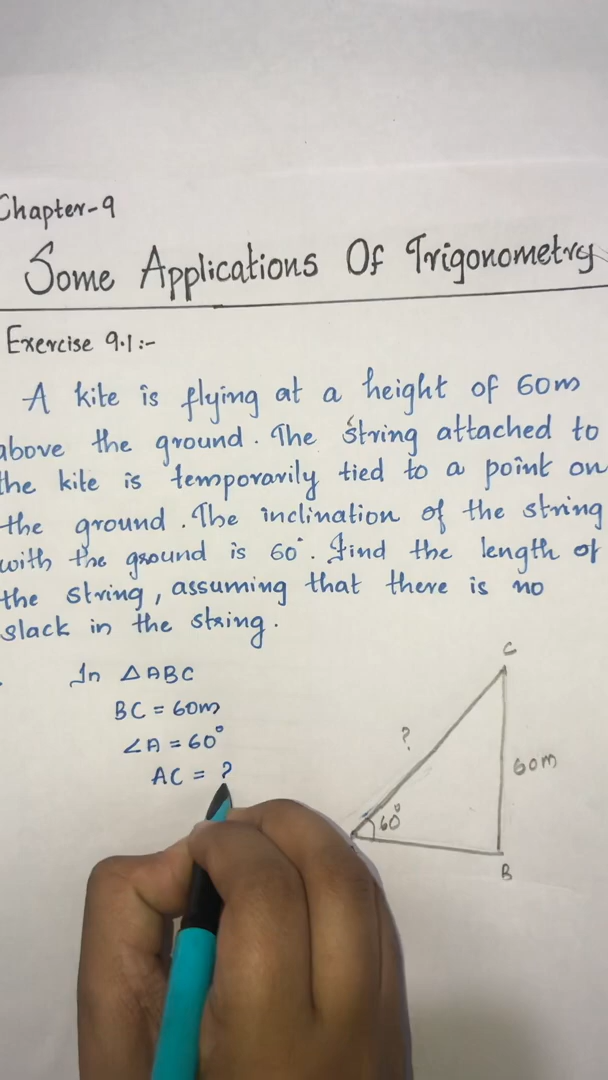 Chapter-9
Some Applications Of Trigonometry
Exercise 9.1:-
A kite is flying at a height of 60m
above the ground. The string attached to
the kite is temporarily tied to a point on
the ground. The inclination of the string
with the ground is 60°. Find the length of
the string, assuming that there is no
slack in the string.
In △ABC
BC = 60m
∠A = 60°
AC = ?
C
?
60m
60°
B